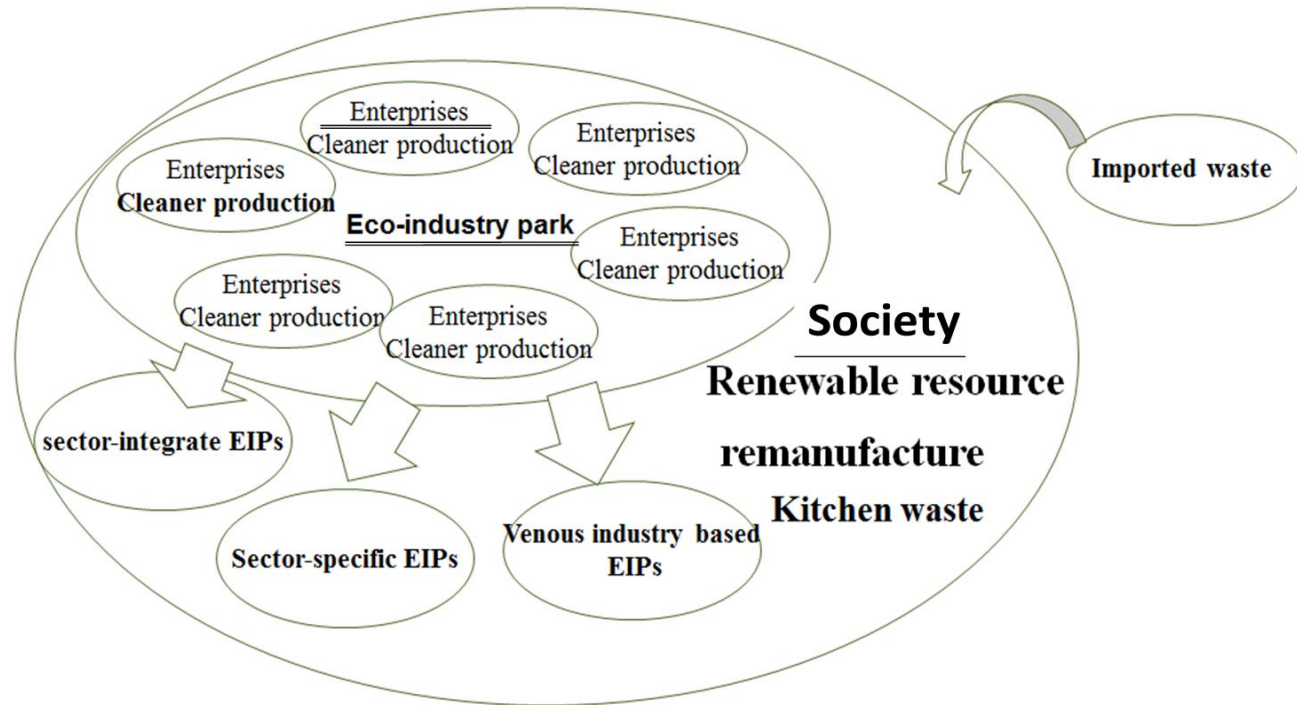 Enterprises
Cleaner production
Enterprises
Cleaner production
Enterprises
Cleaner production
Eco-industry park
Enterprises
Cleaner production
Enterprises
Cleaner production
Enterprises
Cleaner production
Imported waste
Society
Renewable resource
remanufacture
Kitchen waste
sector-integrate EIPs
Sector-specific EIPs
Venous industry based
EIPs